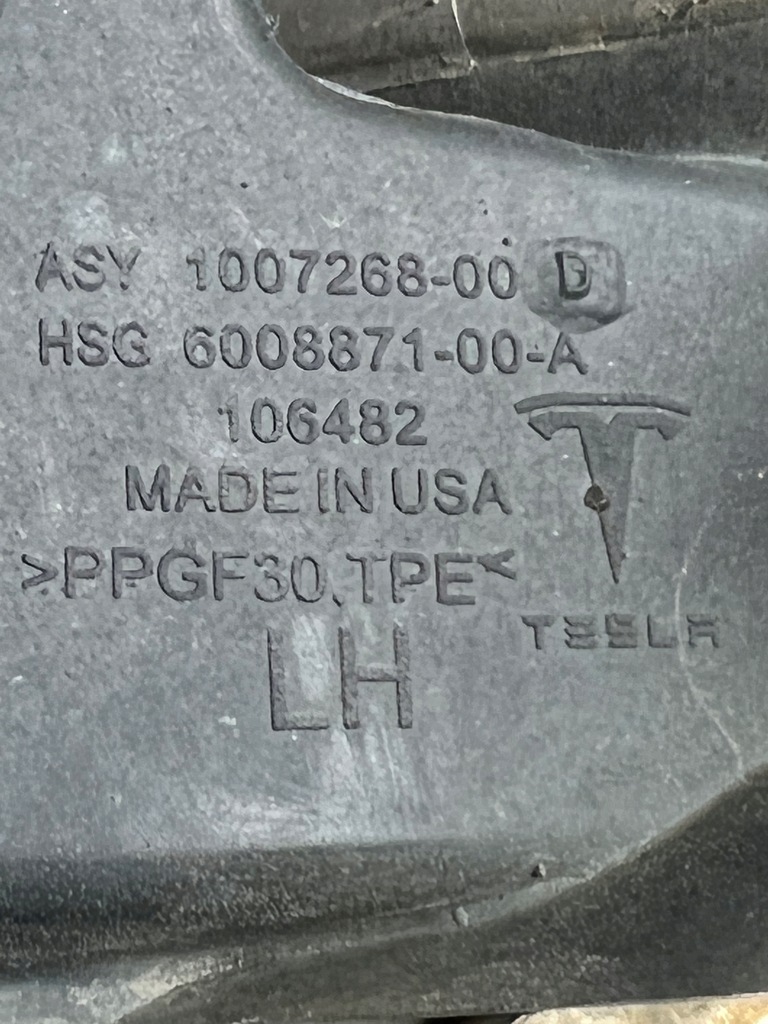 ASY 1007268-00 D
HSG 6008871-00-A
106482
MADE IN USA
>PPGF30.TPE<
TESLA
LH